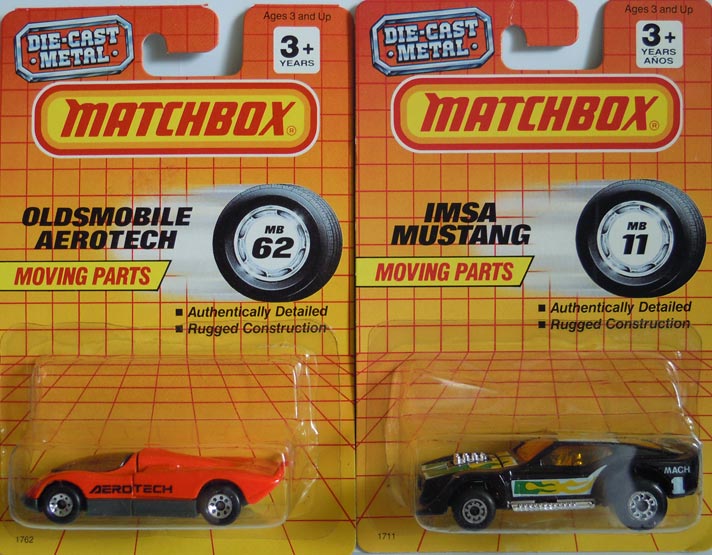 Ages 3 and Up
DIE-CAST
METAL
3+
YEARS
MATCHBOX®
OLDSMOBILE
AEROTECH
MB
62
MOVING PARTS
■ Authentically Detailed
■ Rugged Construction
AEROTECH
1762
Ages 3 and Up
DIE-CAST
METAL
3+
YEARS
AÑOS
MATCHBOX®
IMSA
MUSTANG
MB
11
MOVING PARTS
■ Authentically Detailed
■ Rugged Construction
MACH
1
1711